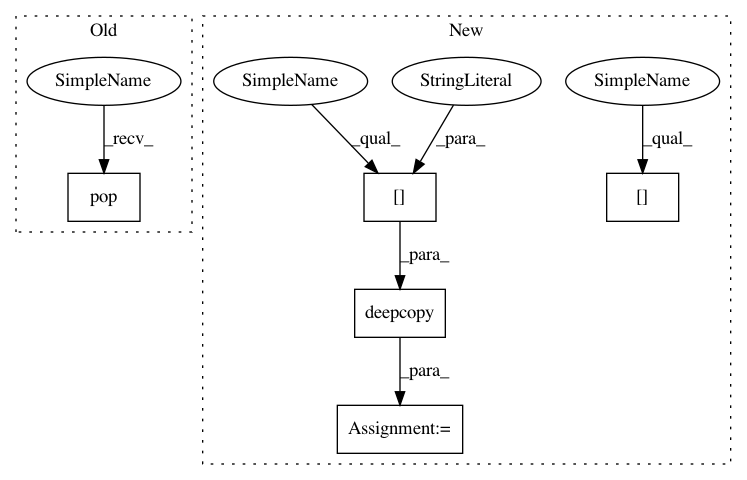 Old
New
SimpleName
SimpleName
StringLiteral
SimpleName
_recv_
_qual_
_para_
_qual_
pop
[]
[]
_para_
deepcopy
_para_
Assignment:=